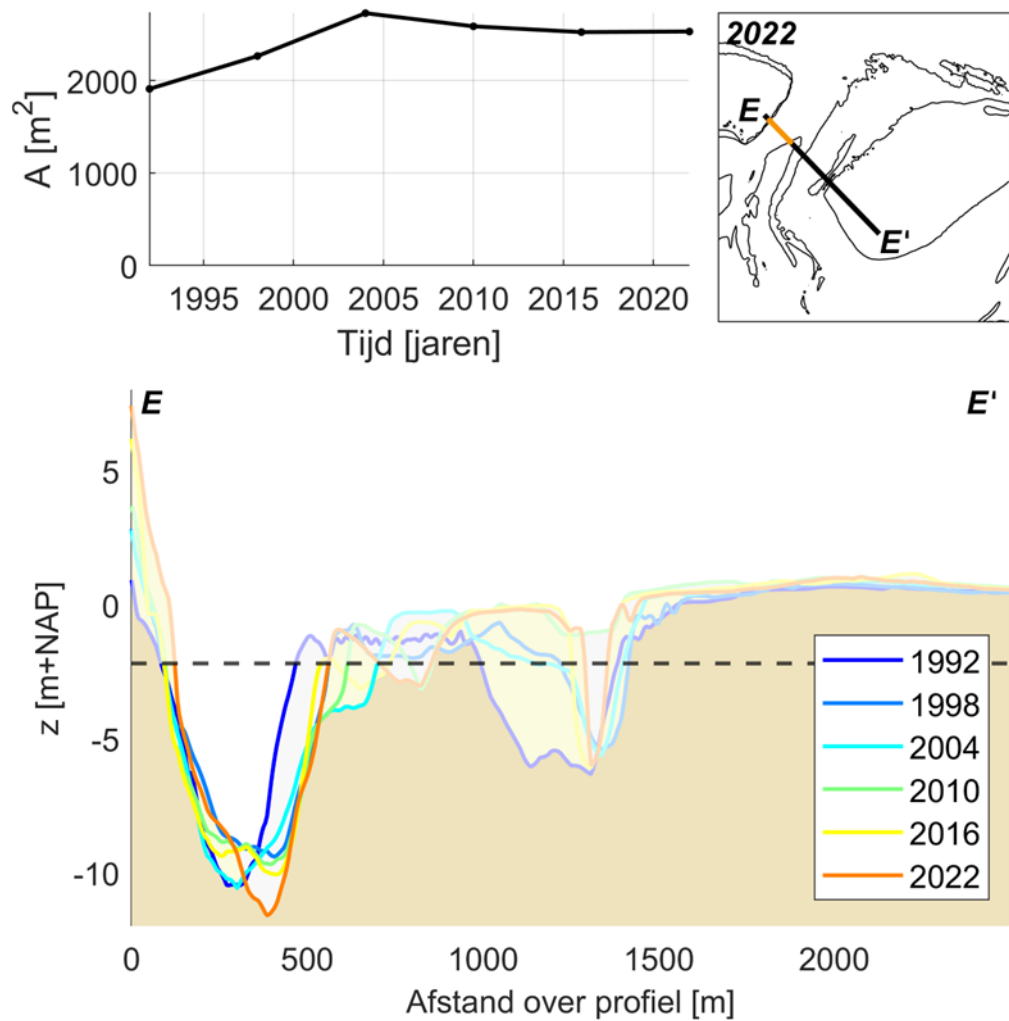 2000
1000
0
A [m²]
1995 2000 2005 2010 2015 2020
Tijd [jaren]
2022
E
E'
E
E'
5
0
-5
-10
z [m+NAP]
1992
1998
2004
2010
2016
2022
0 500 1000 1500 2000
Afstand over profiel [m]